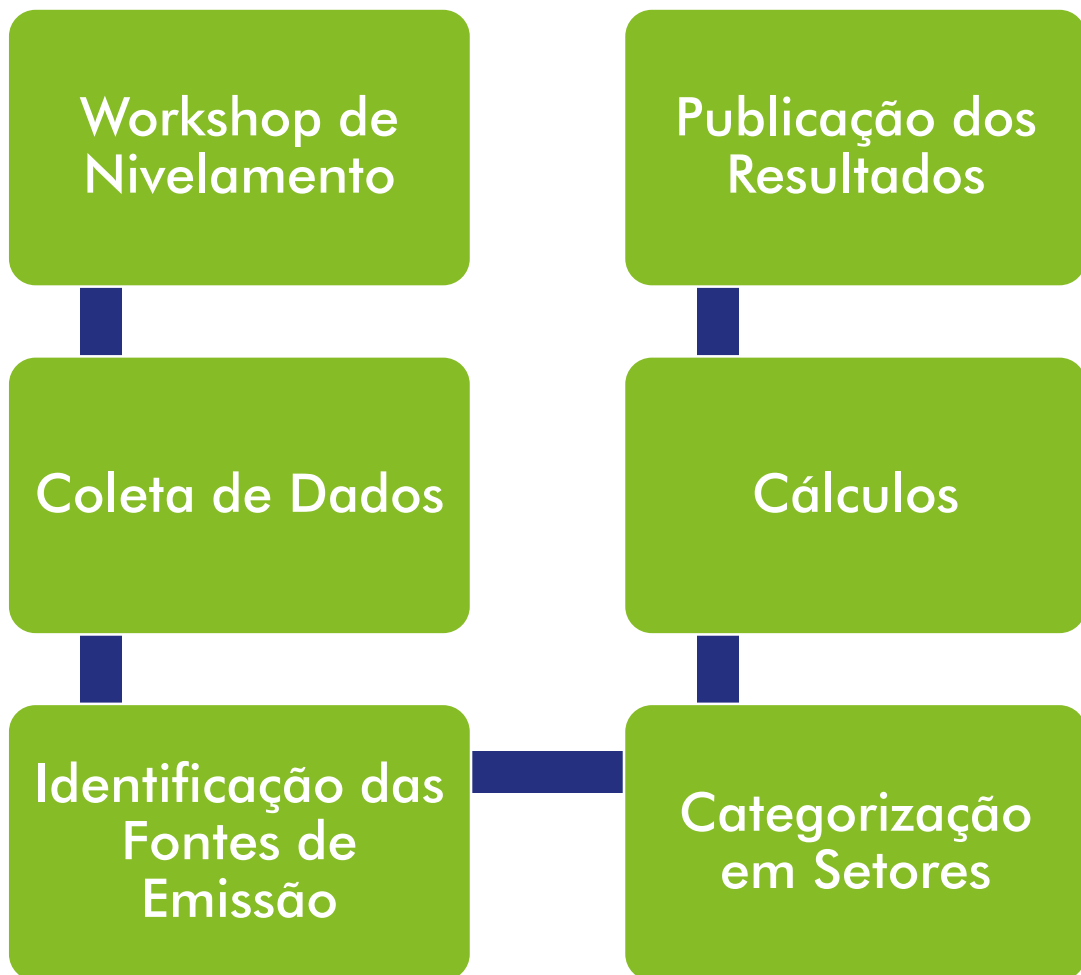 Workshop de
Nivelamento
Coleta de Dados
Identificação das
Fontes de
Emissão
Categorização
em Setores
Cálculos
Publicação dos
Resultados